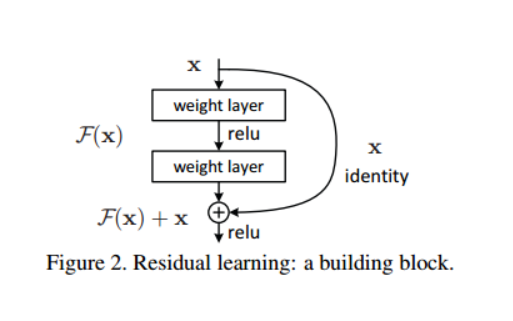 x
weight layer
F(x)
relu
x
weight layer
identity
F(x) + x
relu
Figure 2. Residual learning: a building block.